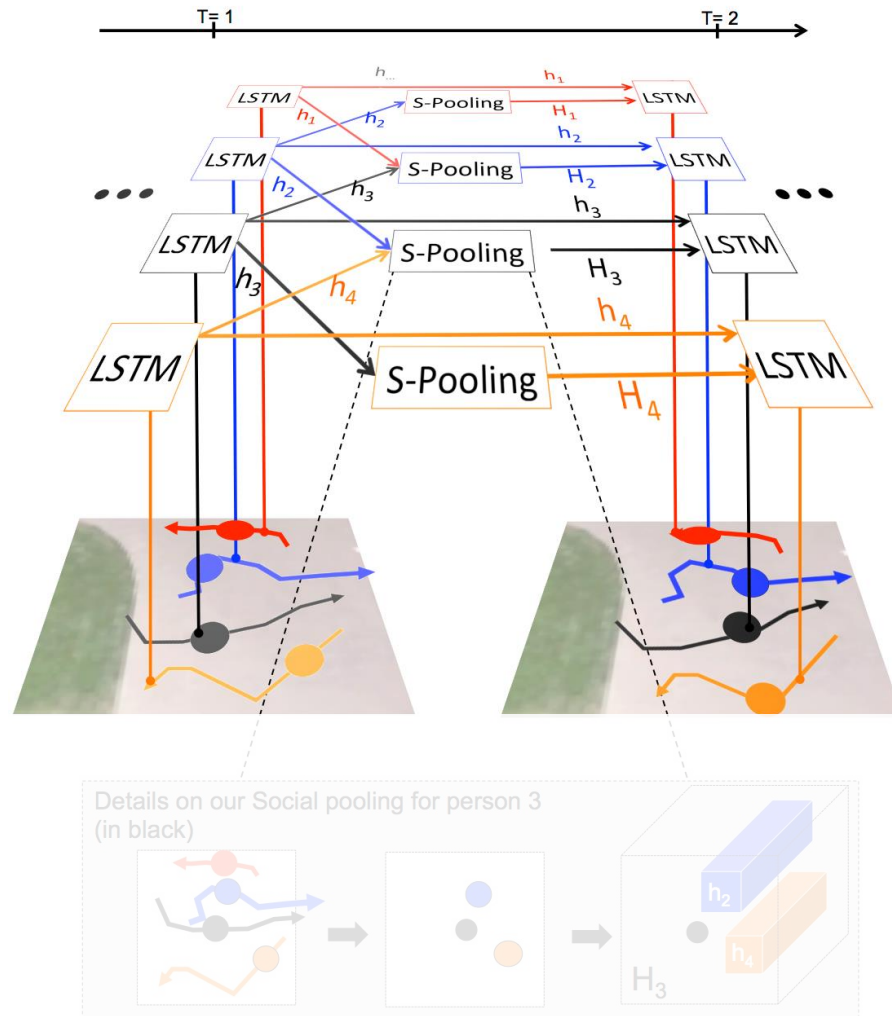 T= 1
T= 2
h...
h₁
LSTM
S-Pooling
LSTM
h₁
h₂
H₁
h₂
LSTM
S-Pooling
LSTM
h₂
h₃
H₂
h₃
LSTM
S-Pooling
LSTM
h₃
h₄
H₃
h₄
LSTM
S-Pooling
LSTM
H₄
Details on our Social pooling for person 3
(in black)
h₂
h₄
H₃